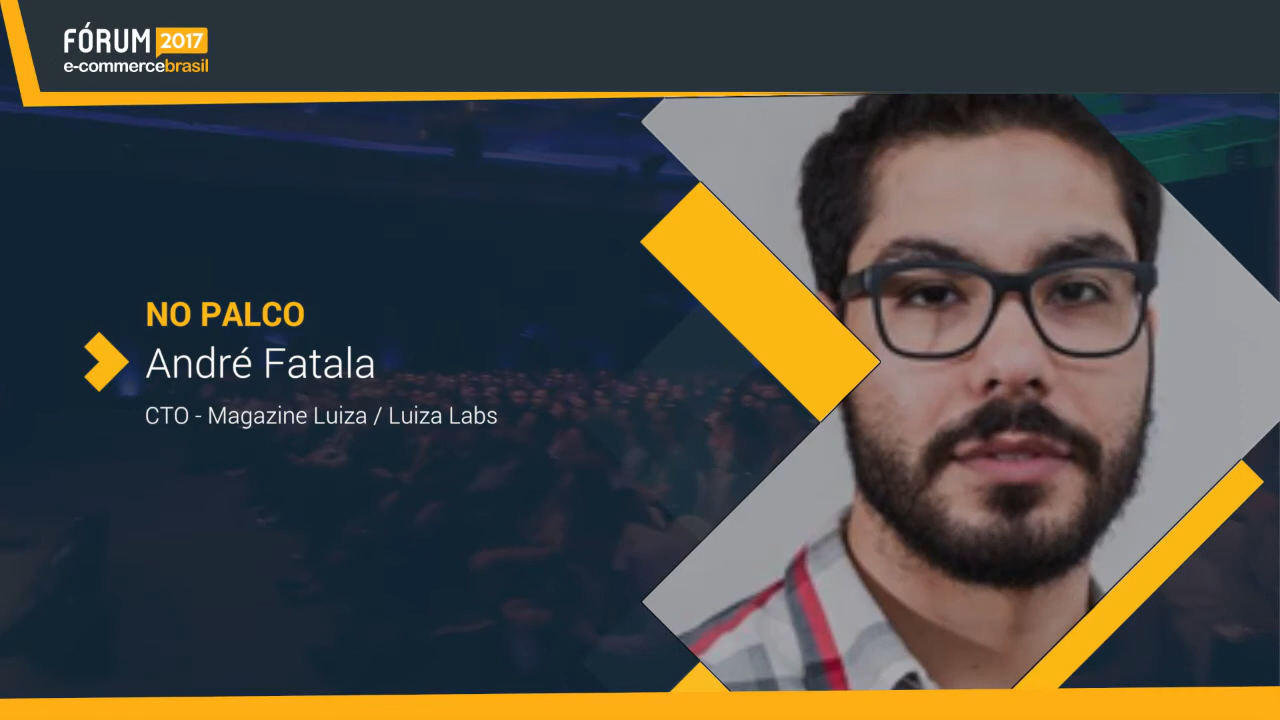 FÓRUM 2017
e-commercebrasil
NO PALCO
André Fatala
CTO - Magazine Luiza / Luiza Labs